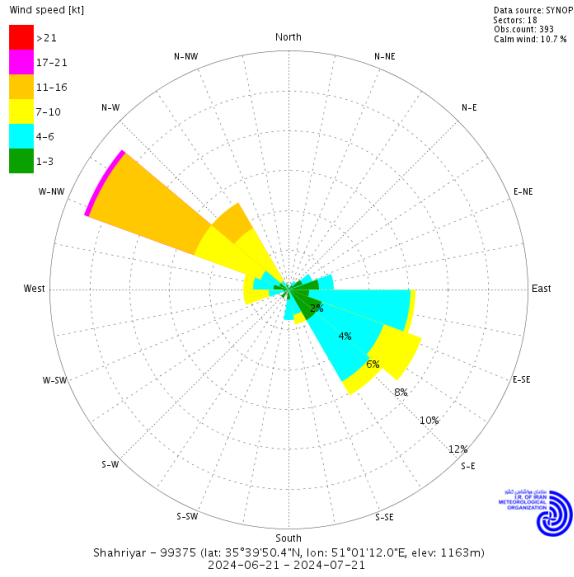 Wind speed [kt]
>21
17-21
11-16
7-10
4-6
1-3
Data source: SYNOP
Sectors: 18
Obs.count: 393
Calm wind: 10.7 %
North
N-NW
N-NE
N-W
N-E
W-NW
E-NE
West
East
2%
4%
6%
8%
10%
12%
W-SW
E-SE
S-W
S-E
S-SW
S-SE
South
I.R. OF IRAN
METEOROLOGICAL
ORGANIZATION
Shahriyar - 99375 (lat: 35°39'50.4"N, lon: 51°01'12.0"E, elev: 1163m)
2024-06-21 - 2024-07-21